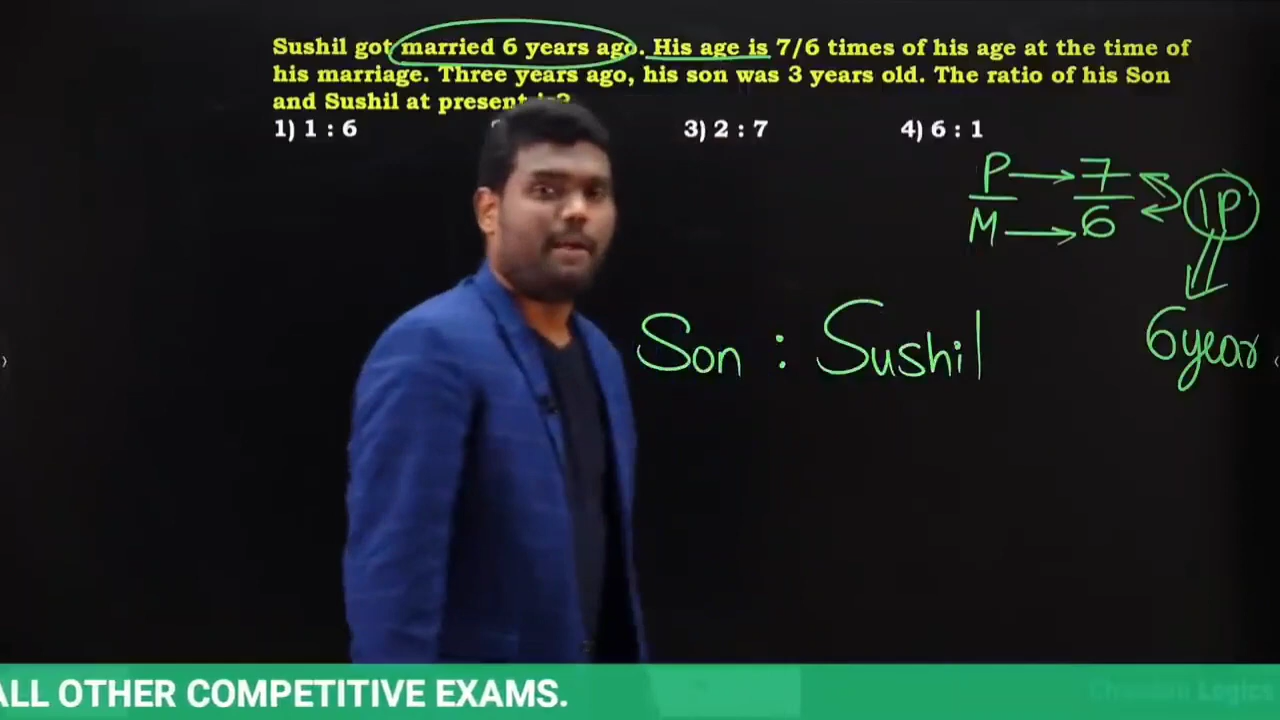 Sushil got married 6 years ago. His age is 7/6 times of his age at the time of
his marriage. Three years ago, his son was 3 years old. The ratio of his Son
and Sushil at present is?
1) 1 : 6 3) 2 : 7 4) 6 : 1
P → 7
M → 6
1P
6year
Son : Sushil
ALL OTHER COMPETITIVE EXAMS.